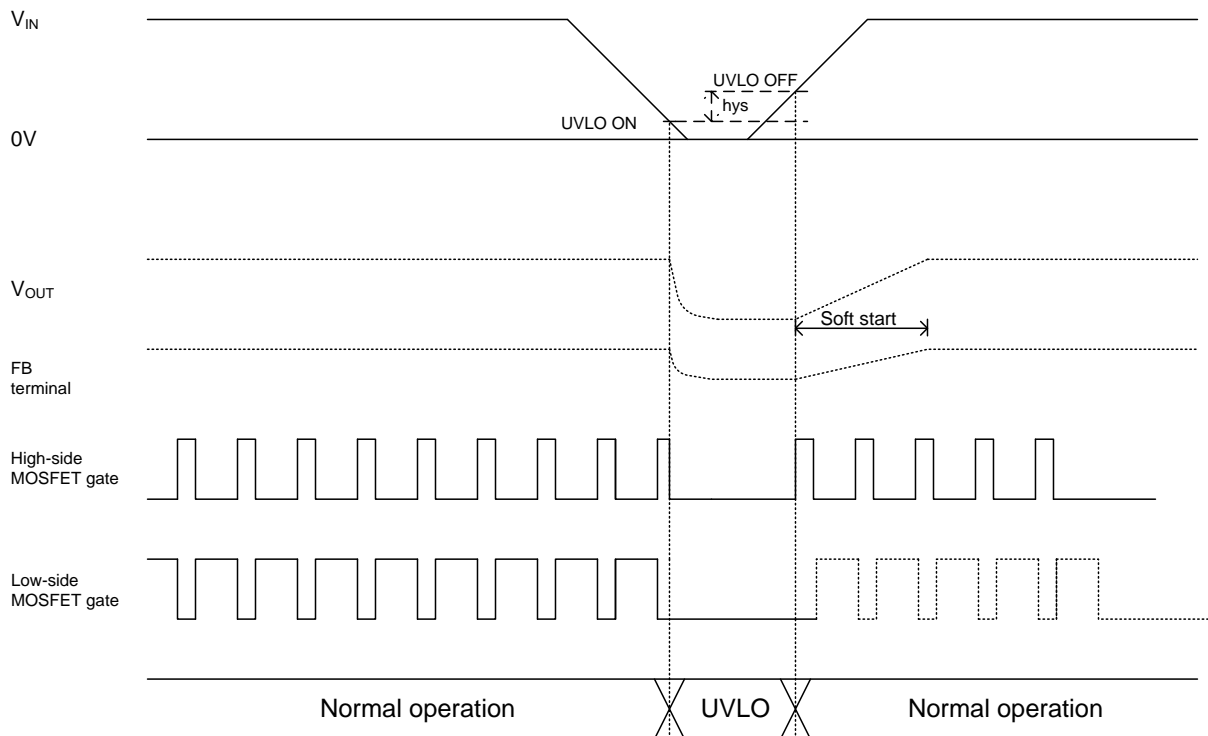 VIN
UVLO OFF
hys
UVLO ON
0V
VOUT
Soft start
FB
terminal
High-side
MOSFET gate
Low-side
MOSFET gate
Normal operation
UVLO
Normal operation